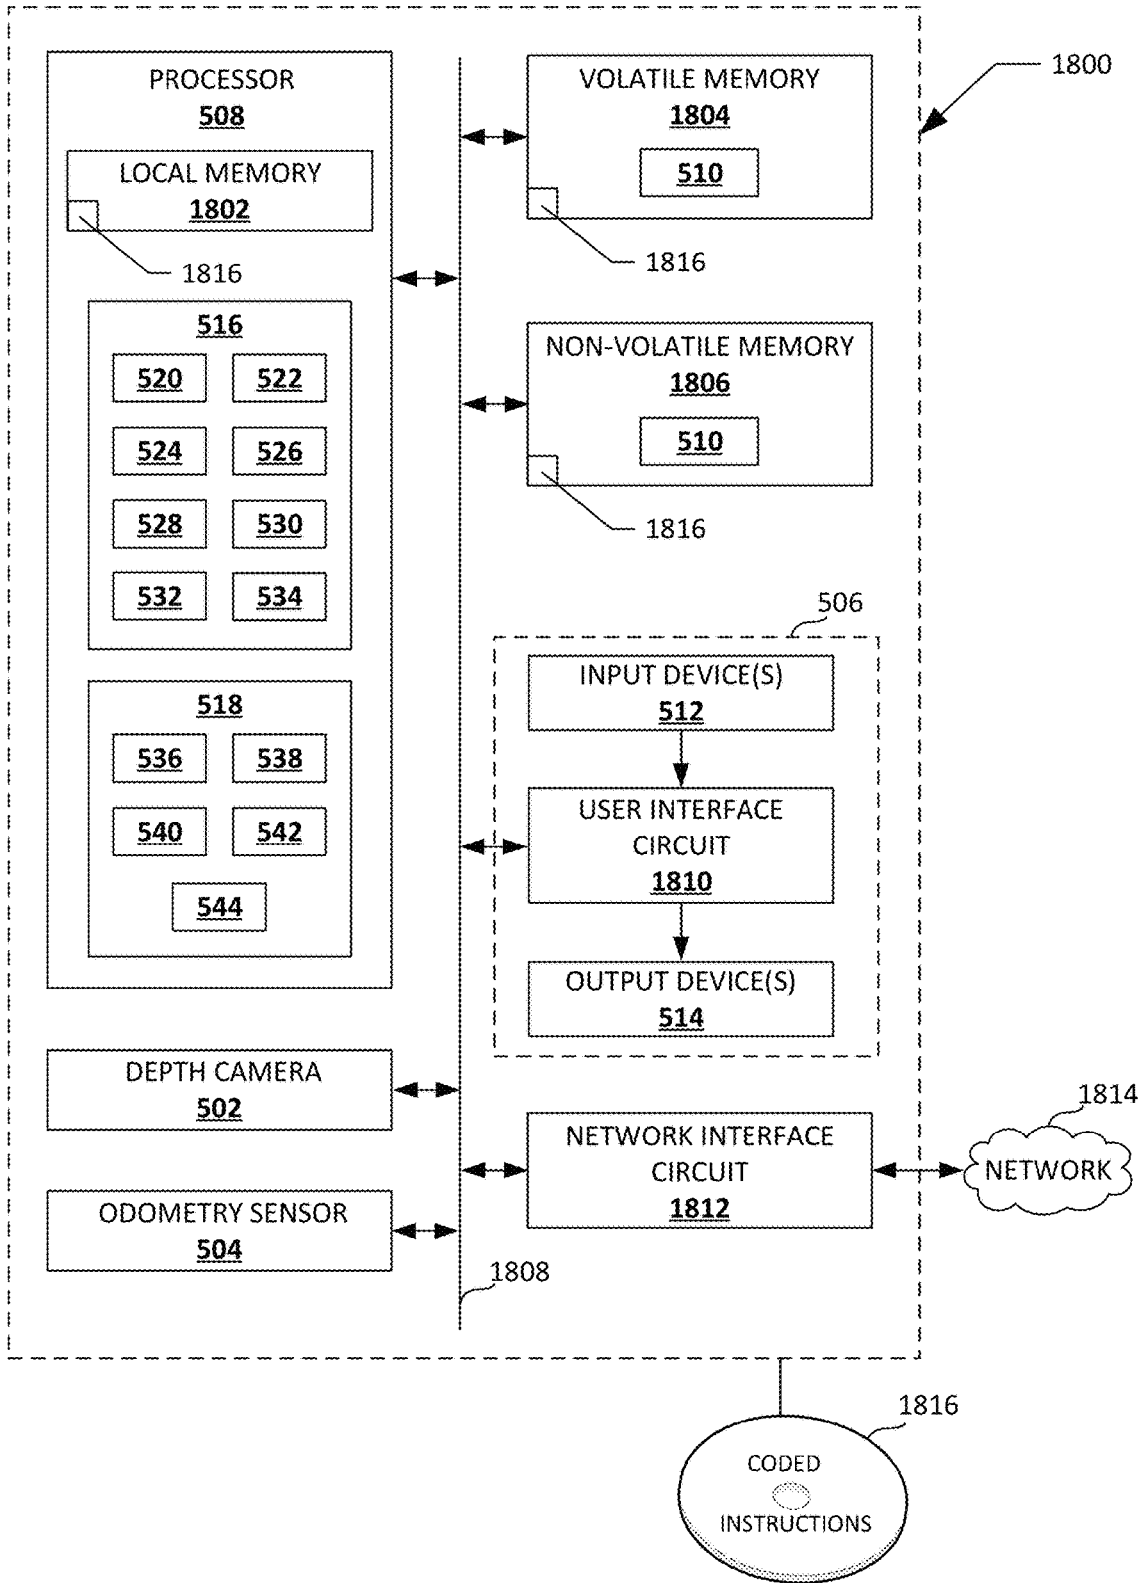 1800
PROCESSOR
508
LOCAL MEMORY
1802
1816
516
520 522
524 526
528 530
532 534
518
536 538
540 542
544
DEPTH CAMERA
502
ODOMETRY SENSOR
504
VOLATILE MEMORY
1804
510
1816
NON-VOLATILE MEMORY
1806
510
1816
506
INPUT DEVICE(S)
512
USER INTERFACE
CIRCUIT
1810
OUTPUT DEVICE(S)
514
NETWORK INTERFACE
CIRCUIT
1812
1814
NETWORK
1808
1816
CODED
INSTRUCTIONS